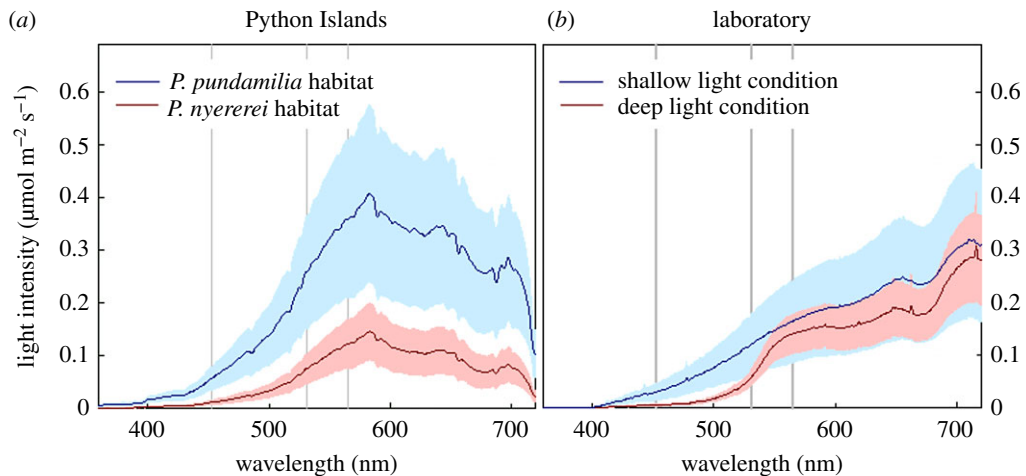 (a) Python Islands
(b) laboratory
light intensity (µmol m⁻² s⁻¹)
0.6
0.5
0.4
0.3
0.2
0.1
0
P. pundamilia habitat
P. nyererei habitat
400 500 600 700
wavelength (nm)
shallow light condition
deep light condition
0.6
0.5
0.4
0.3
0.2
0.1
0
400 500 600 700
wavelength (nm)